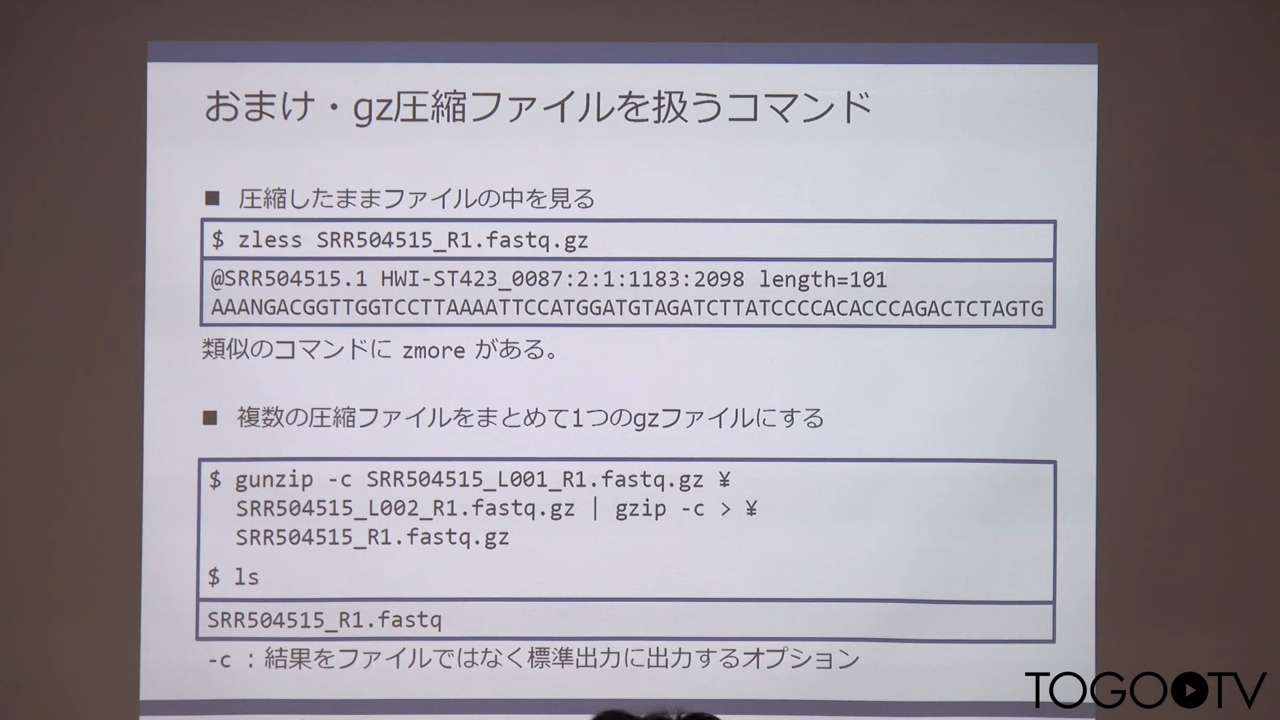 おまけ・gz圧縮ファイルを扱うコマンド
■ 圧縮したままファイルの中を見る
$ zless SRR504515_R1.fastq.gz
@SRR504515.1 HWI-ST423_0087:2:1:1183:2098 length=101
AAANGACGGTTGGTCCTTAAAATTCCATGGATGTAGATCTTATCCCCACACCCAGACTCTAGTG
類似のコマンドに zmore がある。
■ 複数の圧縮ファイルをまとめて1つのgzファイルにする
$ gunzip -c SRR504515_L001_R1.fastq.gz ¥
SRR504515_L002_R1.fastq.gz | gzip -c > ¥
SRR504515_R1.fastq.gz
$ ls
SRR504515_R1.fastq
-c : 結果をファイルではなく標準出力に出力するオプション
TOGOTV